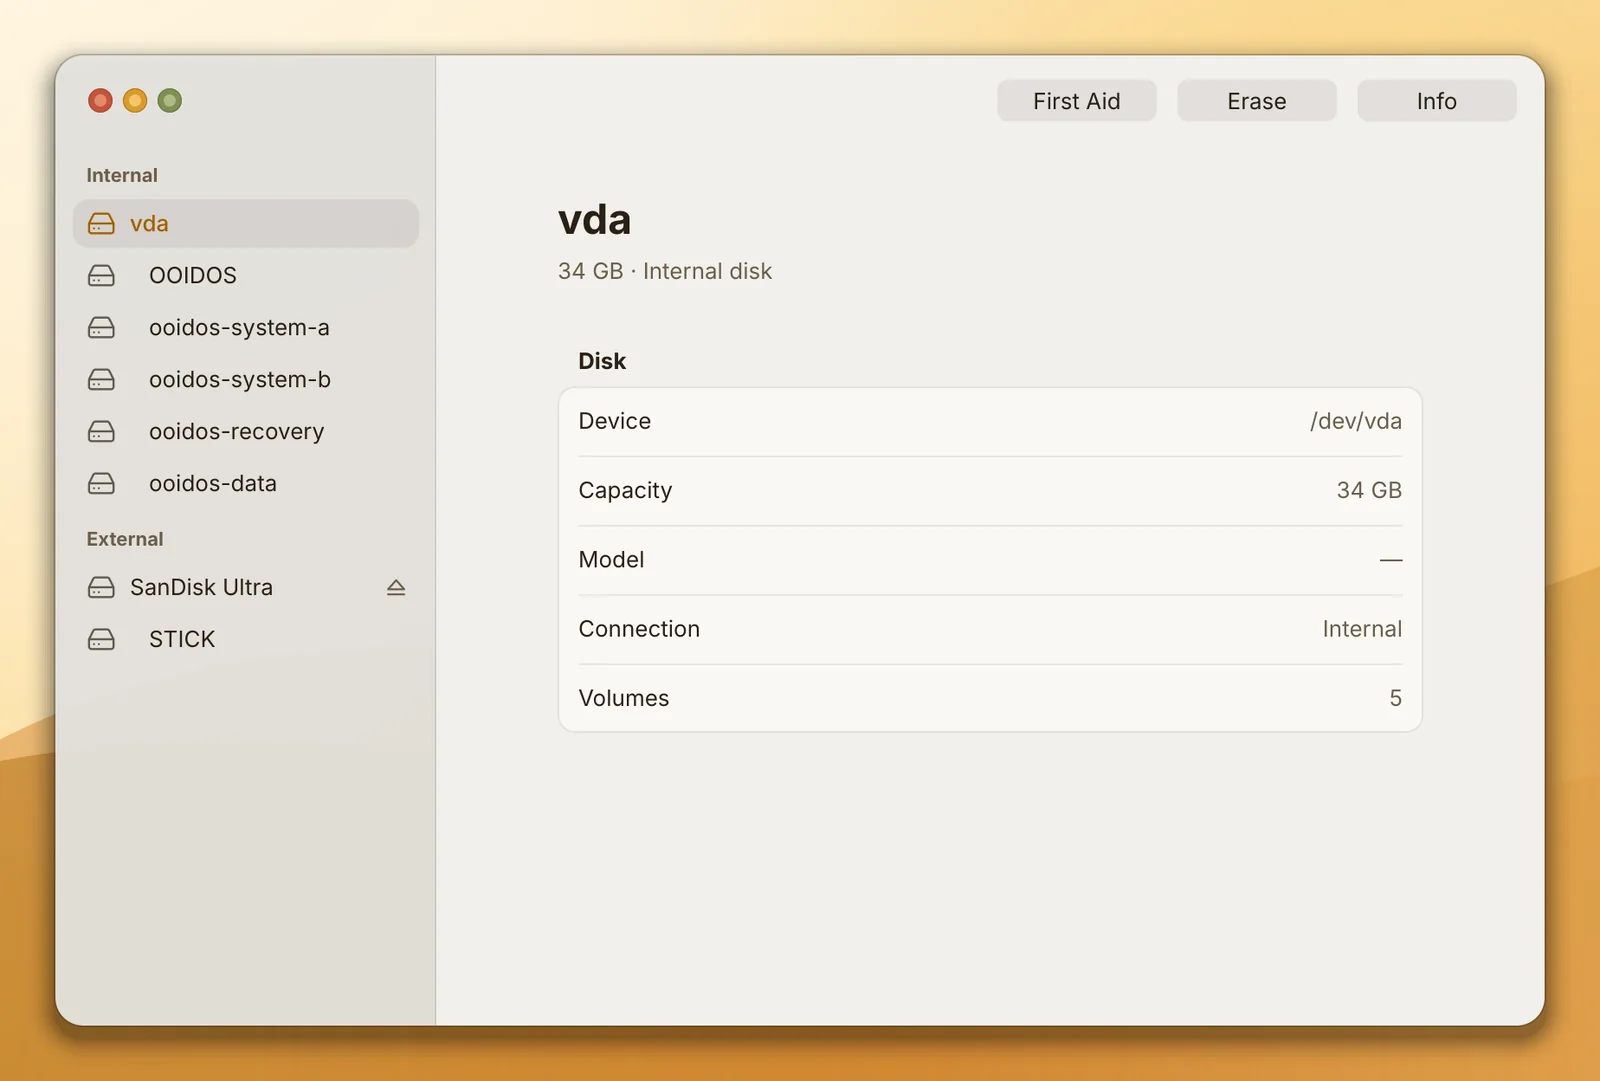 First Aid
Erase
Info
Internal
vda
OOIDOS
ooidos-system-a
ooidos-system-b
ooidos-recovery
ooidos-data
External
SanDisk Ultra
STICK
vda
34 GB · Internal disk
Disk
Device /dev/vda
Capacity 34 GB
Model —
Connection Internal
Volumes 5